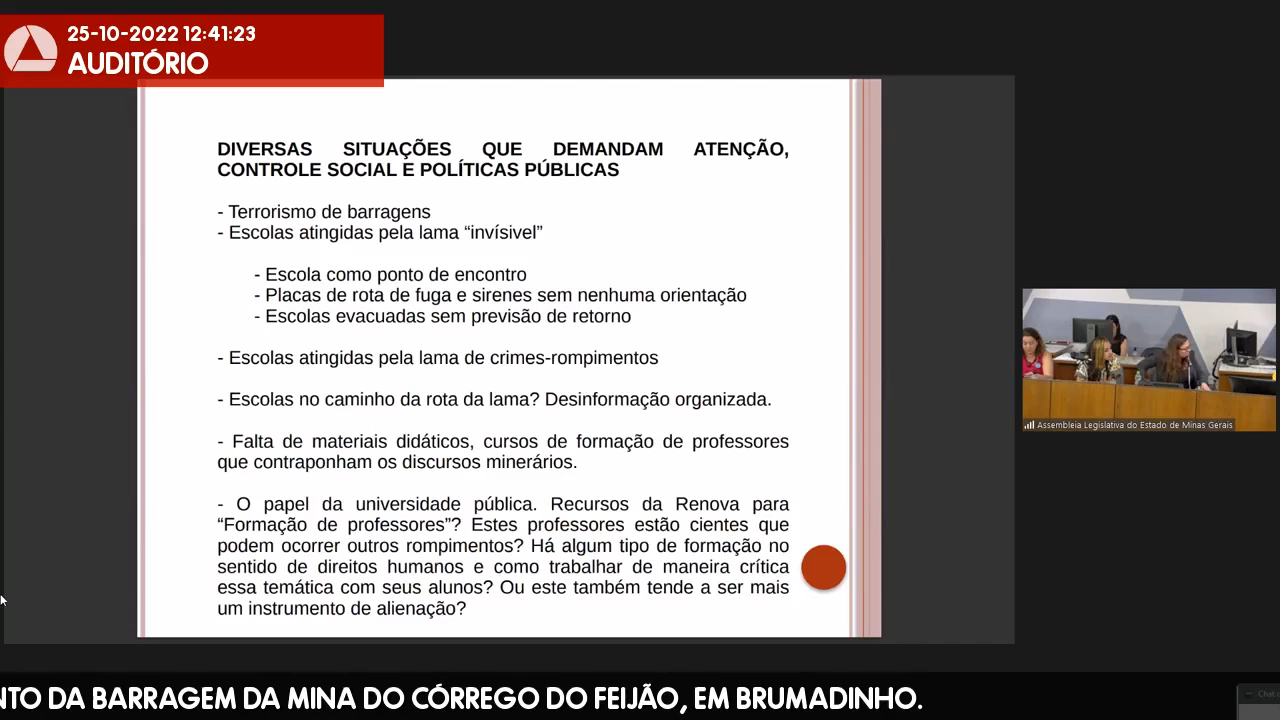 25-10-2022 12:41:23
AUDITÓRIO
DIVERSAS SITUAÇÕES QUE DEMANDAM ATENÇÃO,
CONTROLE SOCIAL E POLÍTICAS PÚBLICAS
- Terrorismo de barragens
- Escolas atingidas pela lama “invísivel”
- Escola como ponto de encontro
- Placas de rota de fuga e sirenes sem nenhuma orientação
- Escolas evacuadas sem previsão de retorno
- Escolas atingidas pela lama de crimes-rompimentos
- Escolas no caminho da rota da lama? Desinformação organizada.
- Falta de materiais didáticos, cursos de formação de professores
que contraponham os discursos minerários.
- O papel da universidade pública. Recursos da Renova para
“Formação de professores”? Estes professores estão cientes que
podem ocorrer outros rompimentos? Há algum tipo de formação no
sentido de direitos humanos e como trabalhar de maneira crítica
essa temática com seus alunos? Ou este também tende a ser mais
um instrumento de alienação?
Assembleia Legislativa do Estado de Minas Gerais
NTO DA BARRAGEM DA MINA DO CÓRREGO DO FEIJÃO, EM BRUMADINHO.